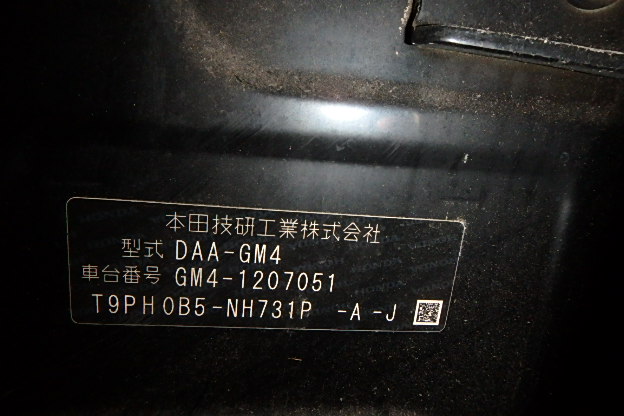 本田技研工業株式会社
型式 DAA-GM4
車台番号 GM4-1207051
T9PH0B5-NH731P -A -J